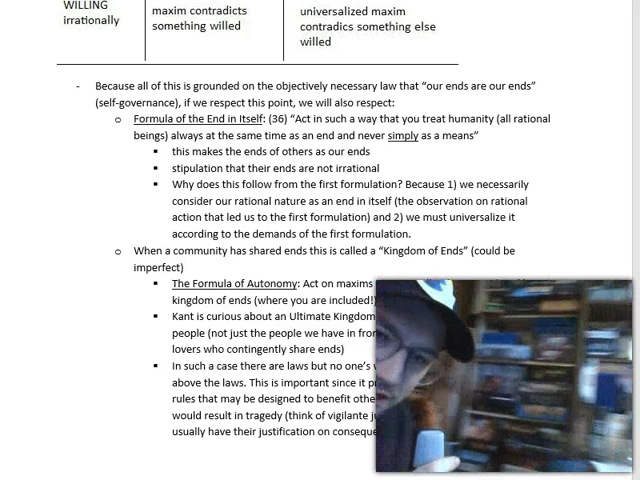 WILLING
irrationally
maxim contradicts
something willed
universalized maxim
contradics something else
willed
- Because all of this is grounded on the objectively necessary law that “our ends are our ends”
(self-governance), if we respect this point, we will also respect:
o Formula of the End in Itself: (36) “Act in such a way that you treat humanity (all rational
beings) always at the same time as an end and never simply as a means”
▪ this makes the ends of others as our ends
▪ stipulation that their ends are not irrational
▪ Why does this follow from the first formulation? Because 1) we necessarily
consider our rational nature as an end in itself (the observation on rational
action that led us to the first formulation) and 2) we must universalize it
according to the demands of the first formulation.
o When a community has shared ends this is called a “Kingdom of Ends” (could be
imperfect)
▪ The Formula of Autonomy: Act on maxims
kingdom of ends (where you are included!)
▪ Kant is curious about an Ultimate Kingdom
people (not just the people we have in
lovers who contingently share ends)
▪ In such a case there are laws but no one’s
above the laws. This is important since it
rules that may be designed to benefit
would result in tragedy (think of vigilante
usually have their justification on